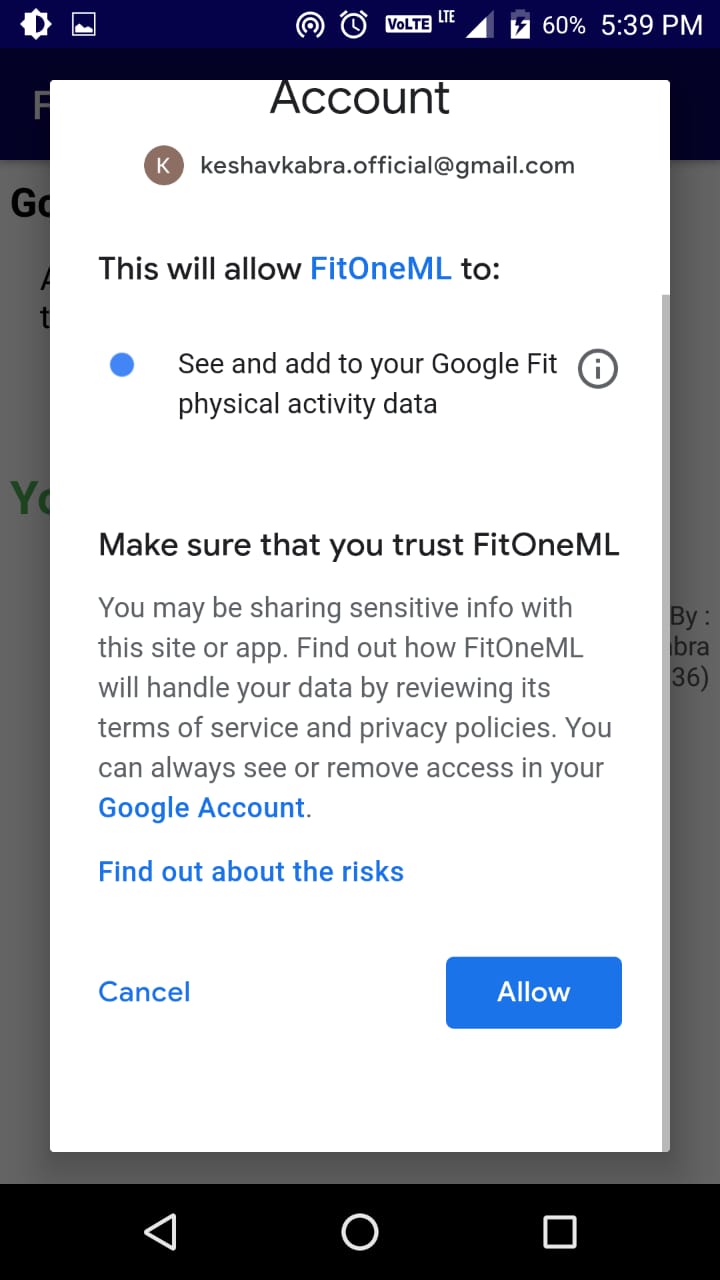 VoLTE LTE 60% 5:39 PM
F
Account
K keshavkabra.official@gmail.com
Go
This will allow FitOneML to:
A
t
See and add to your Google Fit
physical activity data
Yo
Make sure that you trust FitOneML
You may be sharing sensitive info with
By :
this site or app. Find out how FitOneML
bra
will handle your data by reviewing its
36)
terms of service and privacy policies. You
can always see or remove access in your
Google Account.
Find out about the risks
Cancel
Allow